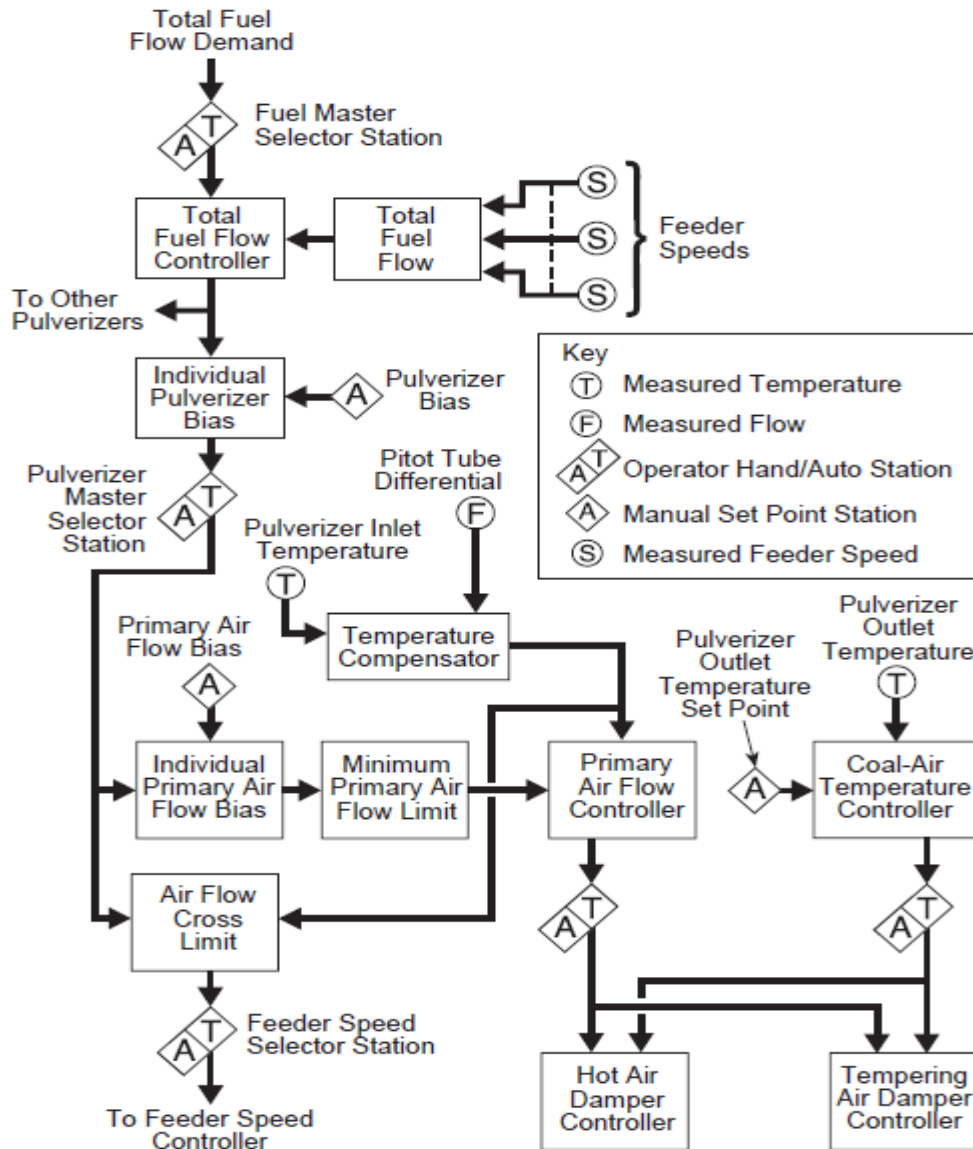 Total Fuel
Flow Demand
T
A
Fuel Master
Selector Station
Total
Fuel Flow
Controller
Total
Fuel
Flow
S
S
S
Feeder
Speeds
To Other
Pulverizers
Individual
Pulverizer
Bias
A
Pulverizer
Bias
Key
T Measured Temperature
F Measured Flow
A T Operator Hand/Auto Station
A Manual Set Point Station
S Measured Feeder Speed
Pulverizer
Master
Selector
Station
T
A
Pitot Tube
Differential
F
Pulverizer Inlet
Temperature
T
Temperature
Compensator
Primary Air
Flow Bias
A
Pulverizer
Outlet
Temperature
Set Point
A
Pulverizer
Outlet
Temperature
T
Individual
Primary Air
Flow Bias
Minimum
Primary Air
Flow Limit
Primary
Air Flow
Controller
Coal-Air
Temperature
Controller
Air Flow
Cross
Limit
T
A
T
A
T
A
Feeder Speed
Selector Station
To Feeder Speed
Controller
Hot Air
Damper
Controller
Tempering
Air Damper
Controller